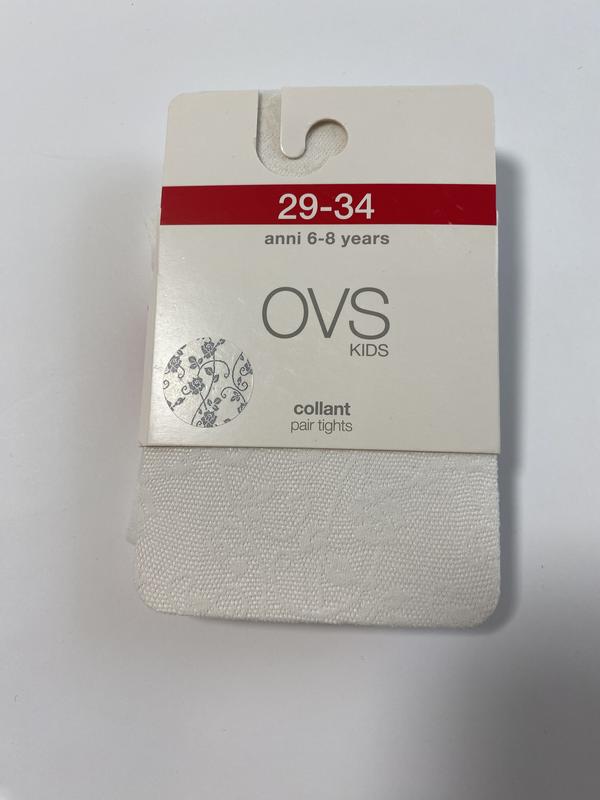 29-34
anni 6-8 years
OVS
KIDS
collant
pair tights